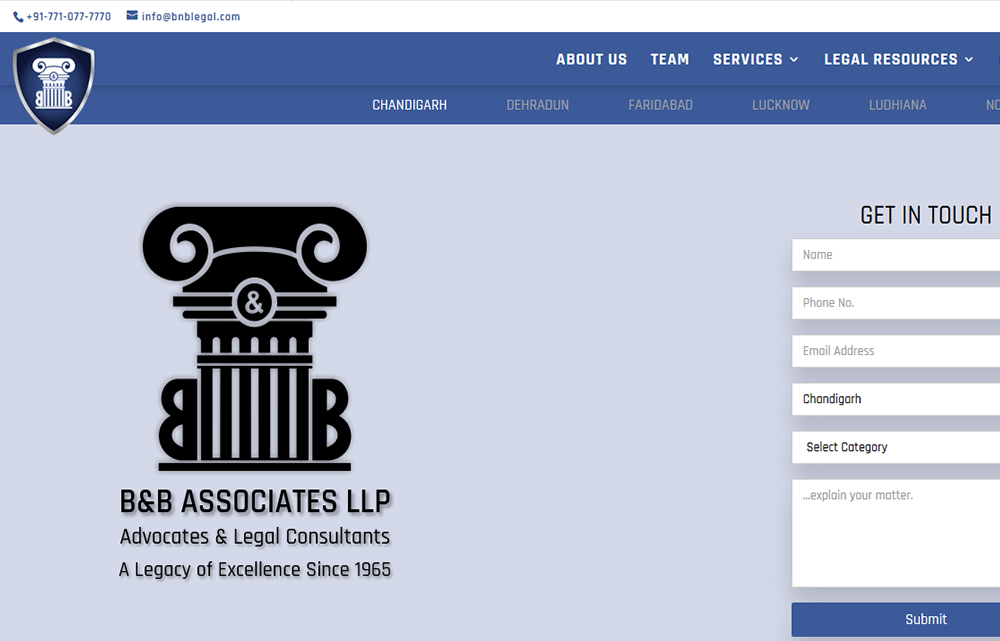 +91-771-077-7770 info@bnblegal.com
ABOUT US TEAM SERVICES LEGAL RESOURCES
CHANDIGARH DEHRADUN FARIDABAD LUCKNOW LUDHIANA
B B
&
B B
B&B ASSOCIATES LLP
Advocates & Legal Consultants
A Legacy of Excellence Since 1965
GET IN TOUCH
Name
Phone No.
Email Address
Chandigarh
Select Category
...explain your matter.
Submit